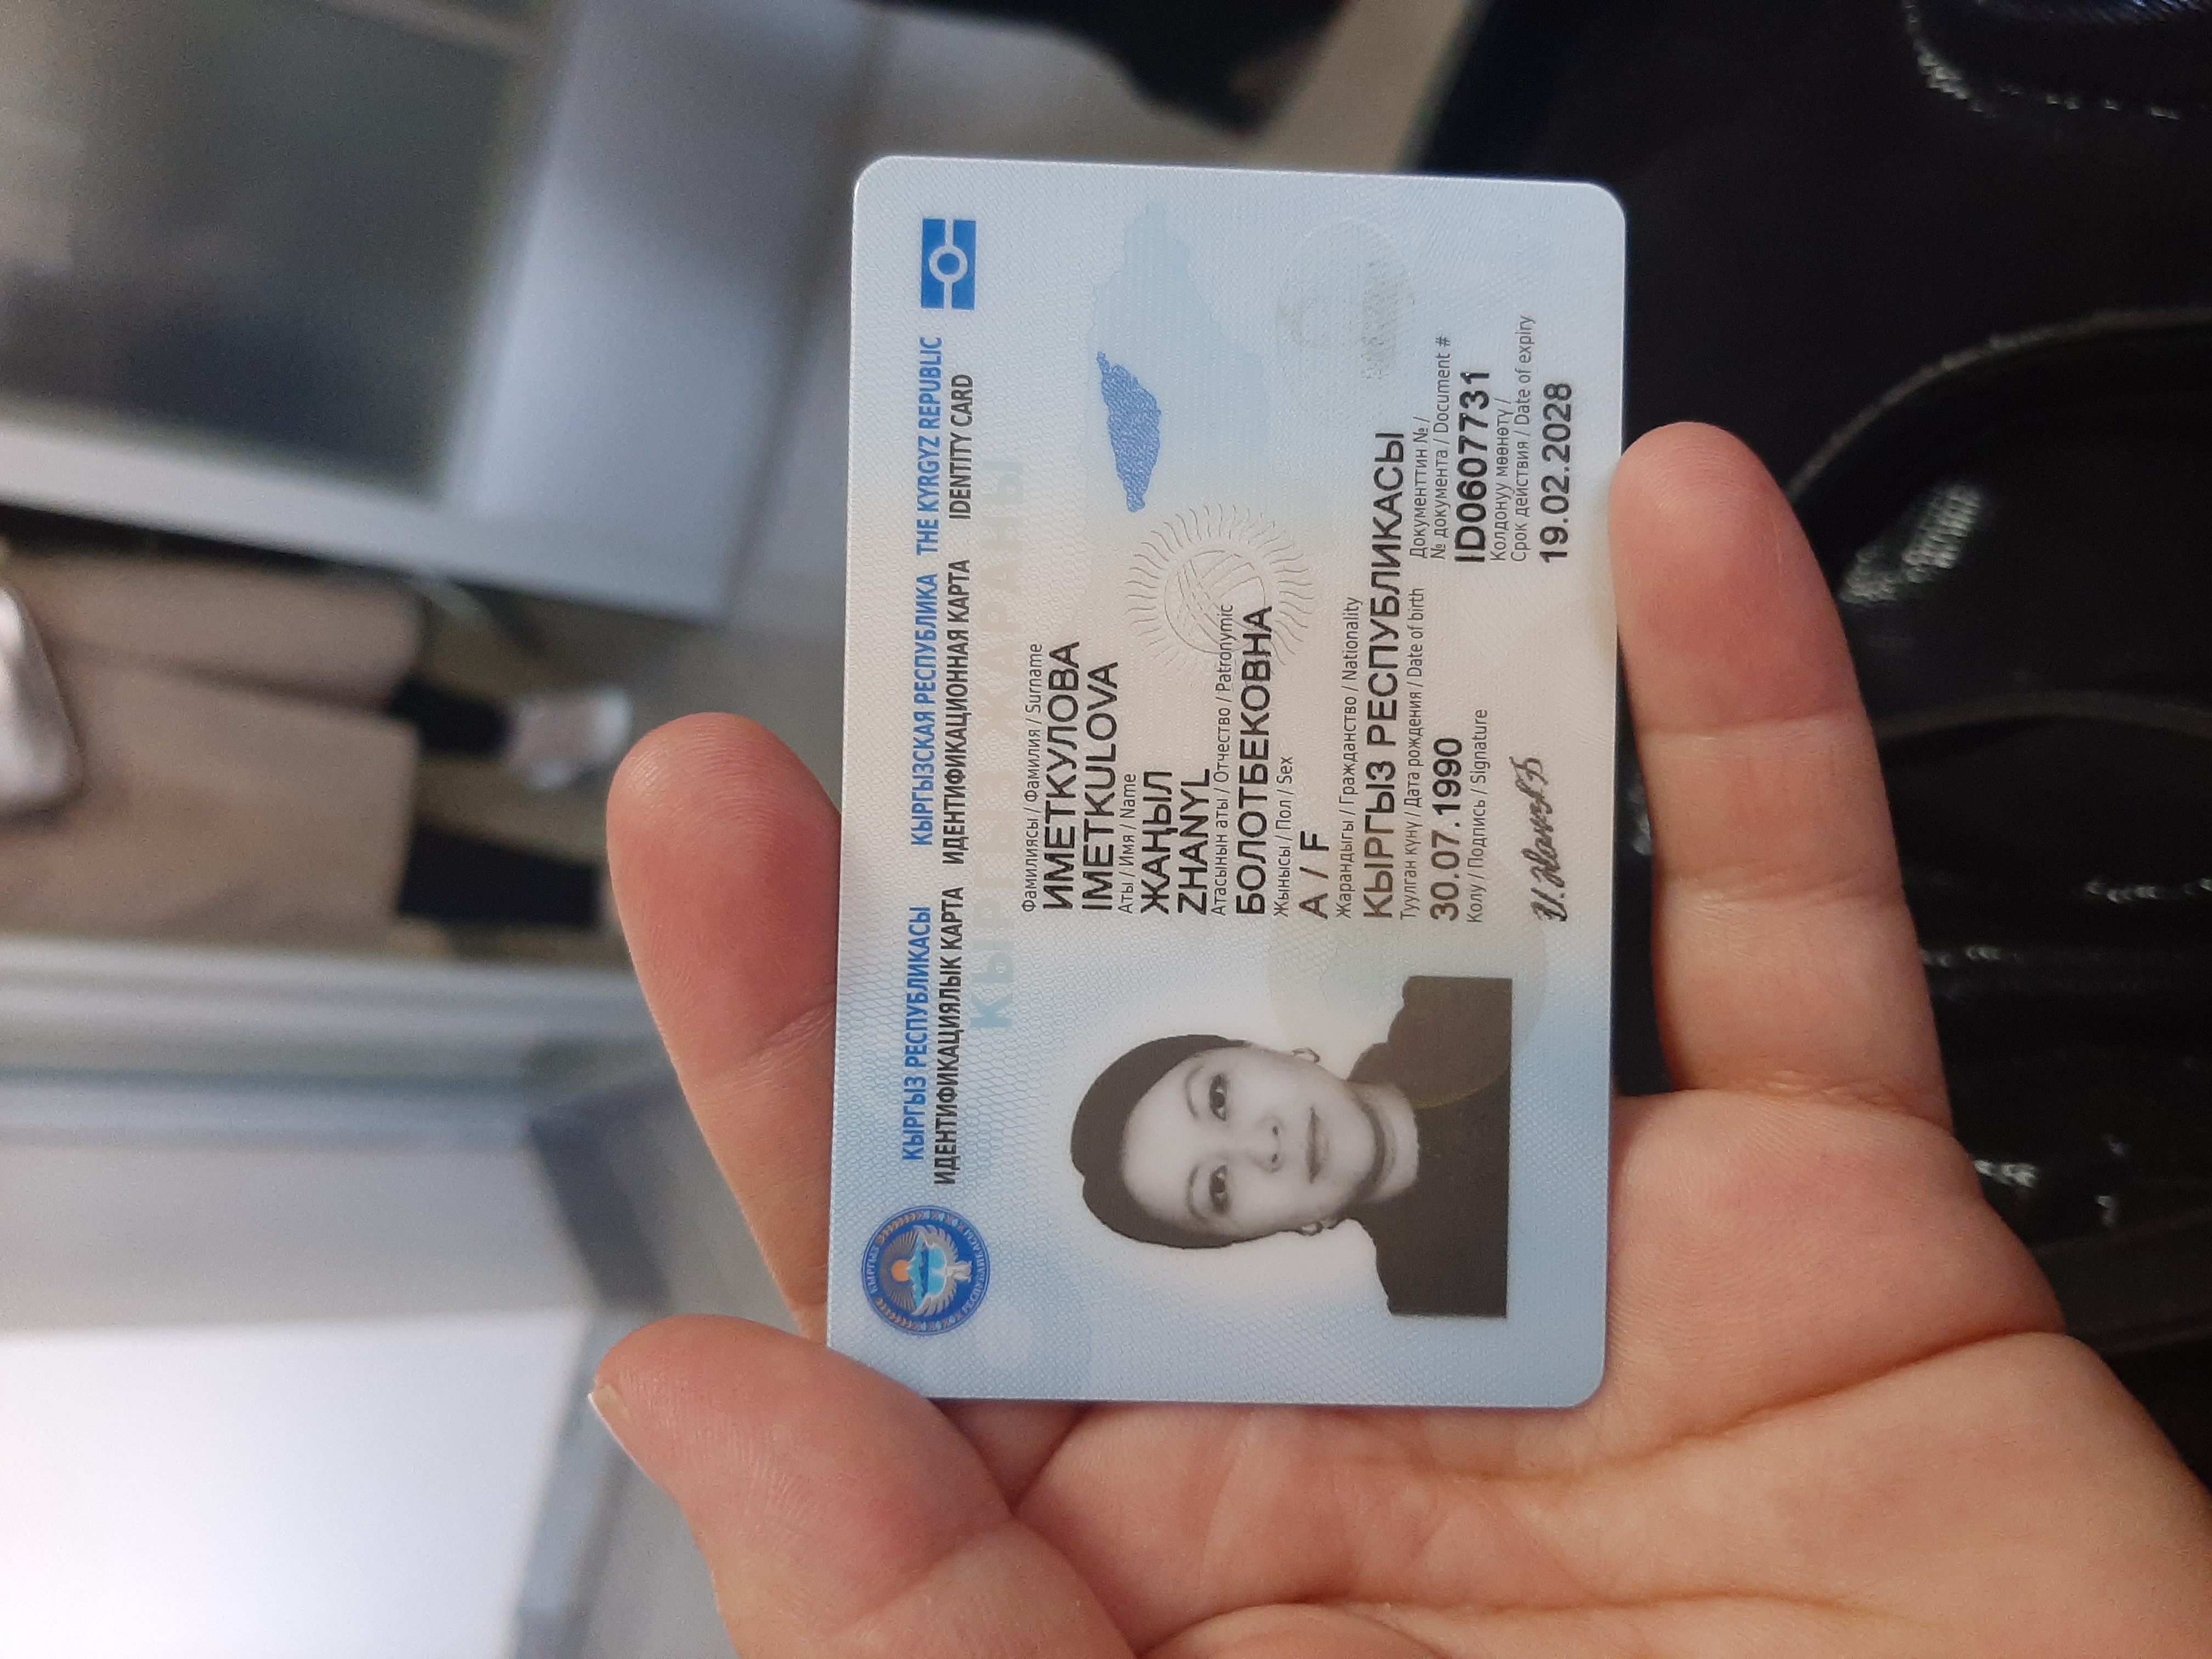 КЫРГЫЗ РЕСПУБЛИКАСЫ КЫРГЫЗСКАЯ РЕСПУБЛИКА THE KYRGYZ REPUBLIC
ИДЕНТИФИКАЦИЯЛЫК КАРТА ИДЕНТИФИКАЦИОННАЯ КАРТА IDENTITY CARD
КЫРГЫЗ
РЕСПУБЛИКАСЫ
КЫРГЫЗ ЖАРАНЫ
Фамилиясы / Фамилия / Surname
ИМЕТКУЛОВА
IMETKULOVA
Аты / Имя / Name
ЖАҢЫЛ
ZHANYL
Атасынын аты / Отчество / Patronymic
БОЛОТБЕКОВНА
Жынысы / Пол / Sex
А / F
Жарандыгы / Гражданство / Nationality
КЫРГЫЗ РЕСПУБЛИКАСЫ
Туулган күнү / Дата рождения / Date of birth
30.07.1990
Документтин № /
№ документа / Document #
ID0607731
Колу / Подпись / Signature
Колдонуу мөөнөтү /
Срок действия / Date of expiry
19.02.2028